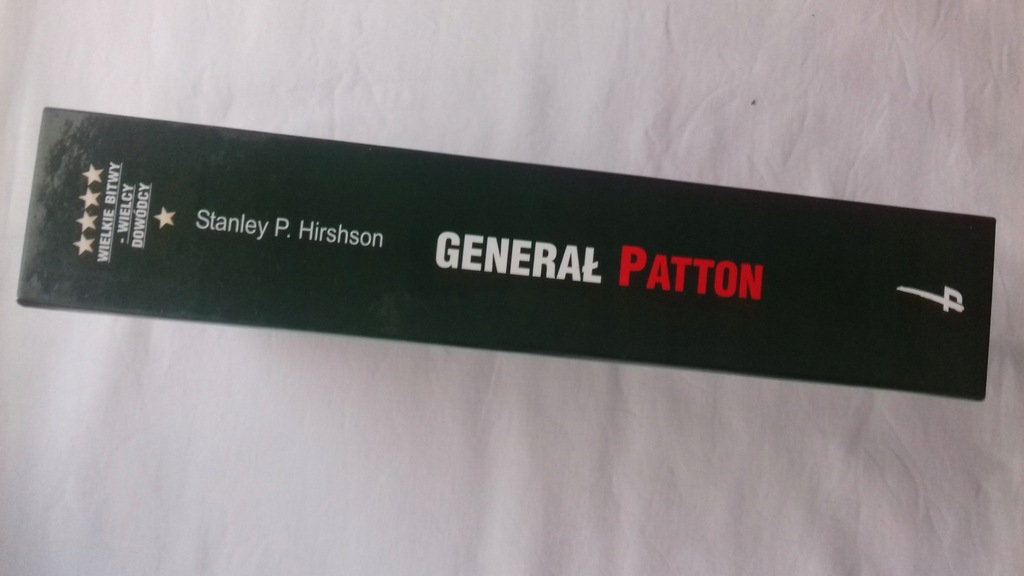 WIELKIE BITWY
- WIELCY
DOWÓDCY
Stanley P. Hirshson
GENERAŁ PATTON